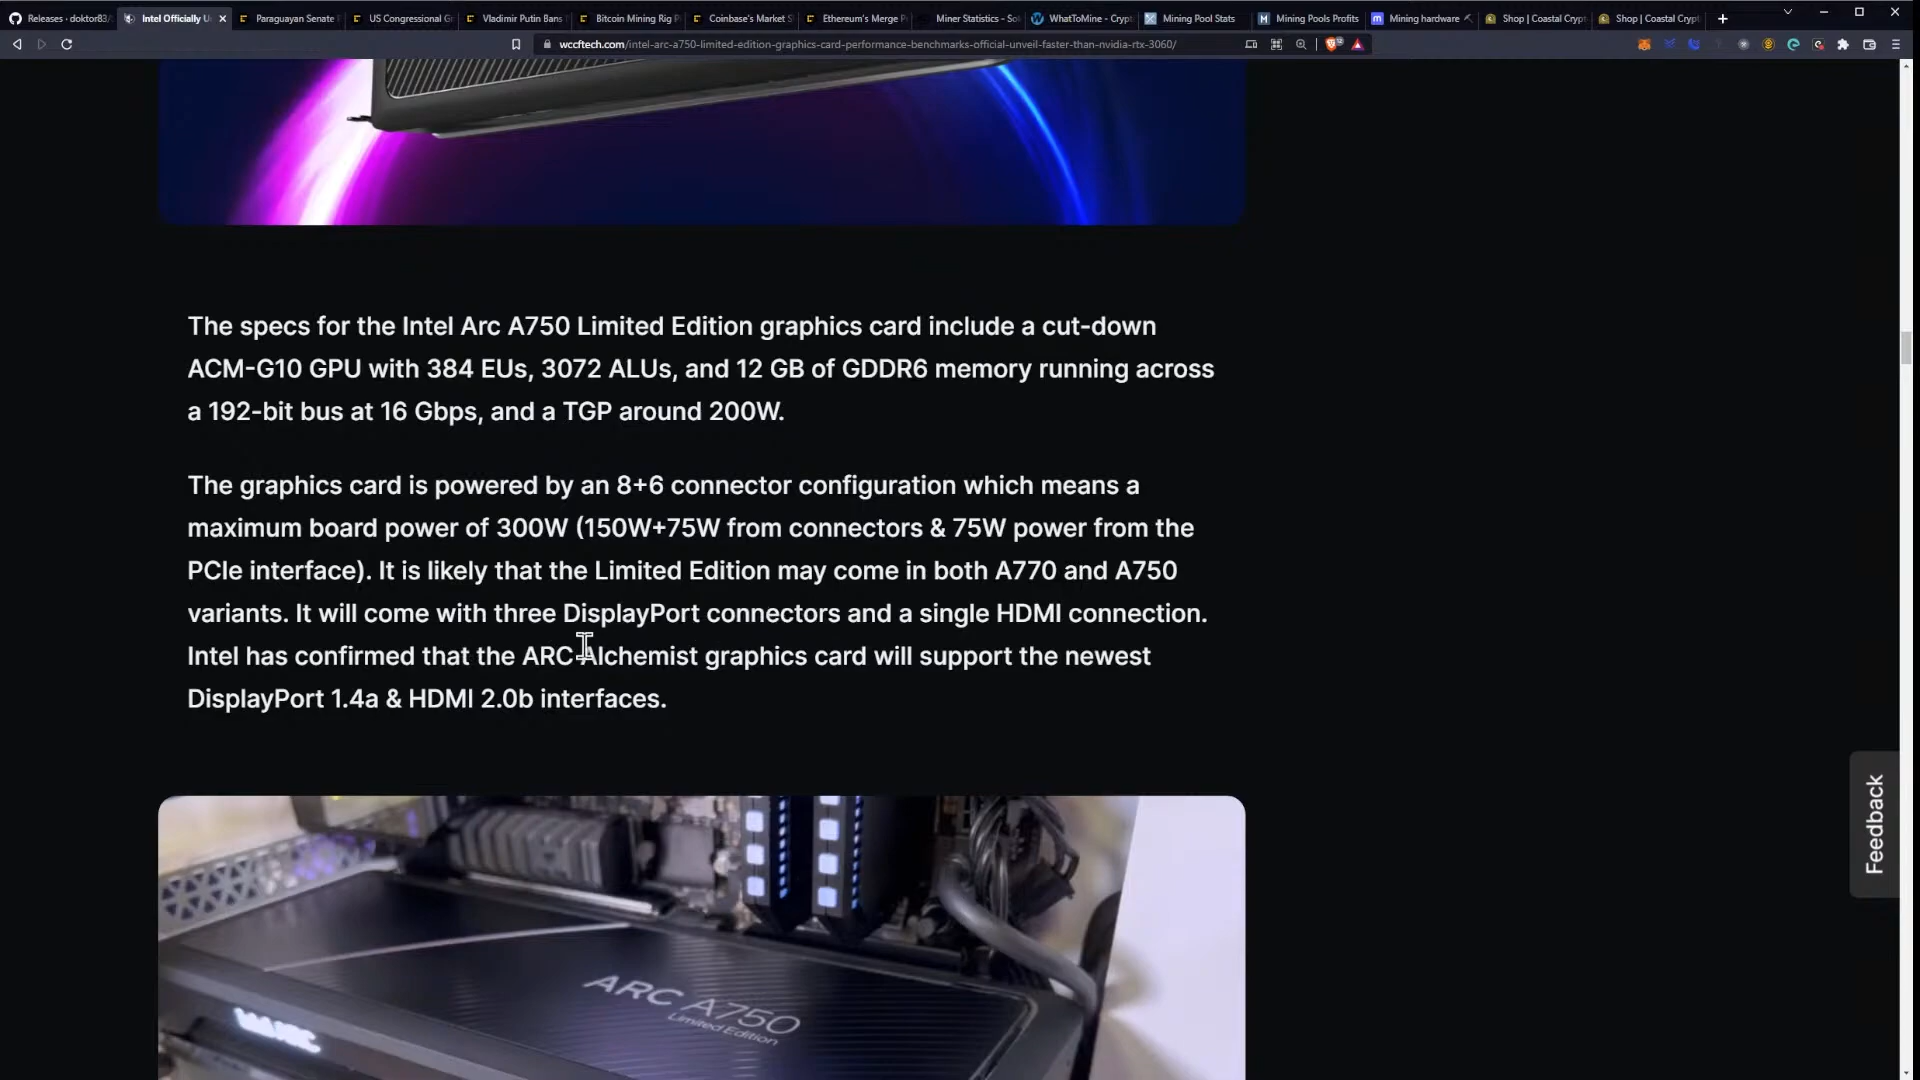 Releases · doktor83/
Intel Officially U
Paraguayan Senate
US Congressional G
Vladimir Putin Bans
Bitcoin Mining Rig P
Coinbase's Market S
Ethereum's Merge P
Miner Statistics - So
WhatToMine - Crypt
Mining Pool Stats
Mining Pools Profits
Mining hardware
Shop | Coastal Crypt
Shop | Coastal Crypt
wccftech.com/intel-arc-a750-limited-edition-graphics-card-performance-benchmarks-official-unveil-faster-than-nvidia-rtx-3060/
The specs for the Intel Arc A750 Limited Edition graphics card include a cut-down
ACM-G10 GPU with 384 EUs, 3072 ALUs, and 12 GB of GDDR6 memory running across
a 192-bit bus at 16 Gbps, and a TGP around 200W.
The graphics card is powered by an 8+6 connector configuration which means a
maximum board power of 300W (150W+75W from connectors & 75W power from the
PCIe interface). It is likely that the Limited Edition may come in both A770 and A750
variants. It will come with three DisplayPort connectors and a single HDMI connection.
Intel has confirmed that the ARC Alchemist graphics card will support the newest
DisplayPort 1.4a & HDMI 2.0b interfaces.
Feedback
ARC A750
Limited Edition